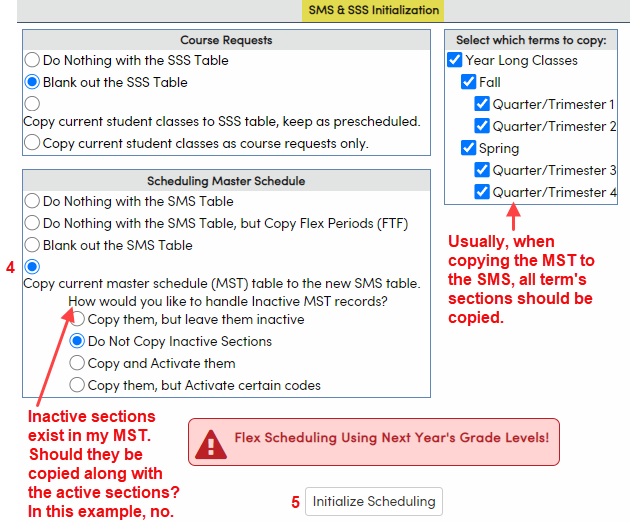 SMS & SSS Initialization
Course Requests
Do Nothing with the SSS Table
Blank out the SSS Table
Copy current student classes to SSS table, keep as prescheduled.
Copy current student classes as course requests only.
Select which terms to copy:
Year Long Classes
Fall
Quarter/Trimester 1
Quarter/Trimester 2
Spring
Quarter/Trimester 3
Quarter/Trimester 4
Usually, when
copying the MST to
the SMS, all term's
sections should be
copied.
Scheduling Master Schedule
Do Nothing with the SMS Table
Do Nothing with the SMS Table, but Copy Flex Periods (FTF)
Blank out the SMS Table
4
Copy current master schedule (MST) table to the new SMS table.
How would you like to handle Inactive MST records?
Copy them, but leave them inactive
Do Not Copy Inactive Sections
Copy and Activate them
Copy them, but Activate certain codes
Inactive sections
exist in my MST.
Should they be
copied along with
the active sections?
In this example, no.
Flex Scheduling Using Next Year's Grade Levels!
5 Initialize Scheduling